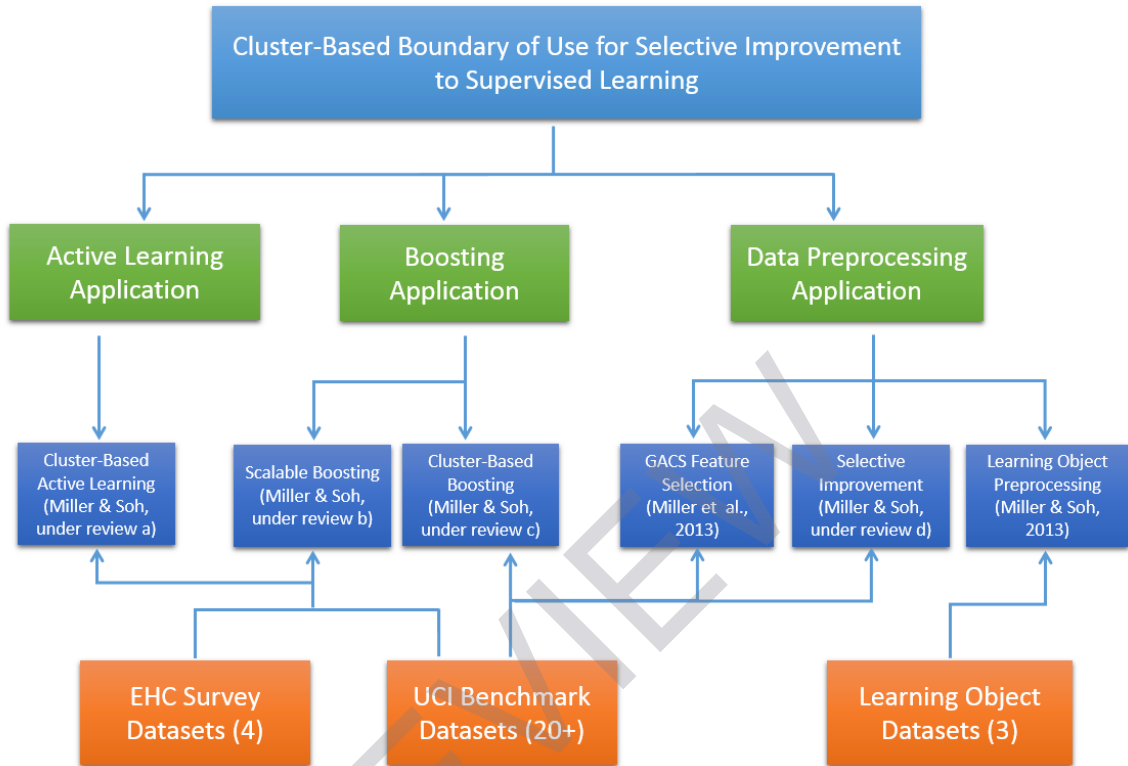 Cluster-Based Boundary of Use for Selective Improvement
to Supervised Learning
Active Learning
Application
Boosting
Application
Data Preprocessing
Application
Cluster-Based
Active Learning
(Miller & Soh,
under review a)
Scalable Boosting
(Miller & Soh,
under review b)
Cluster-Based
Boosting
(Miller & Soh,
under review c)
GACS Feature
Selection
(Miller et al.,
2013)
Selective
Improvement
(Miller & Soh,
under review d)
Learning Object
Preprocessing
(Miller & Soh,
2013)
EHC Survey
Datasets (4)
UCI Benchmark
Datasets (20+)
Learning Object
Datasets (3)
EVIEW